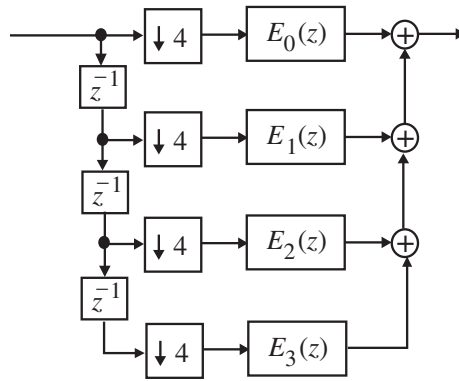 ↓ 4 E₀(z) +
z⁻¹
↓ 4 E₁(z) +
z⁻¹
↓ 4 E₂(z) +
z⁻¹
↓ 4 E₃(z)